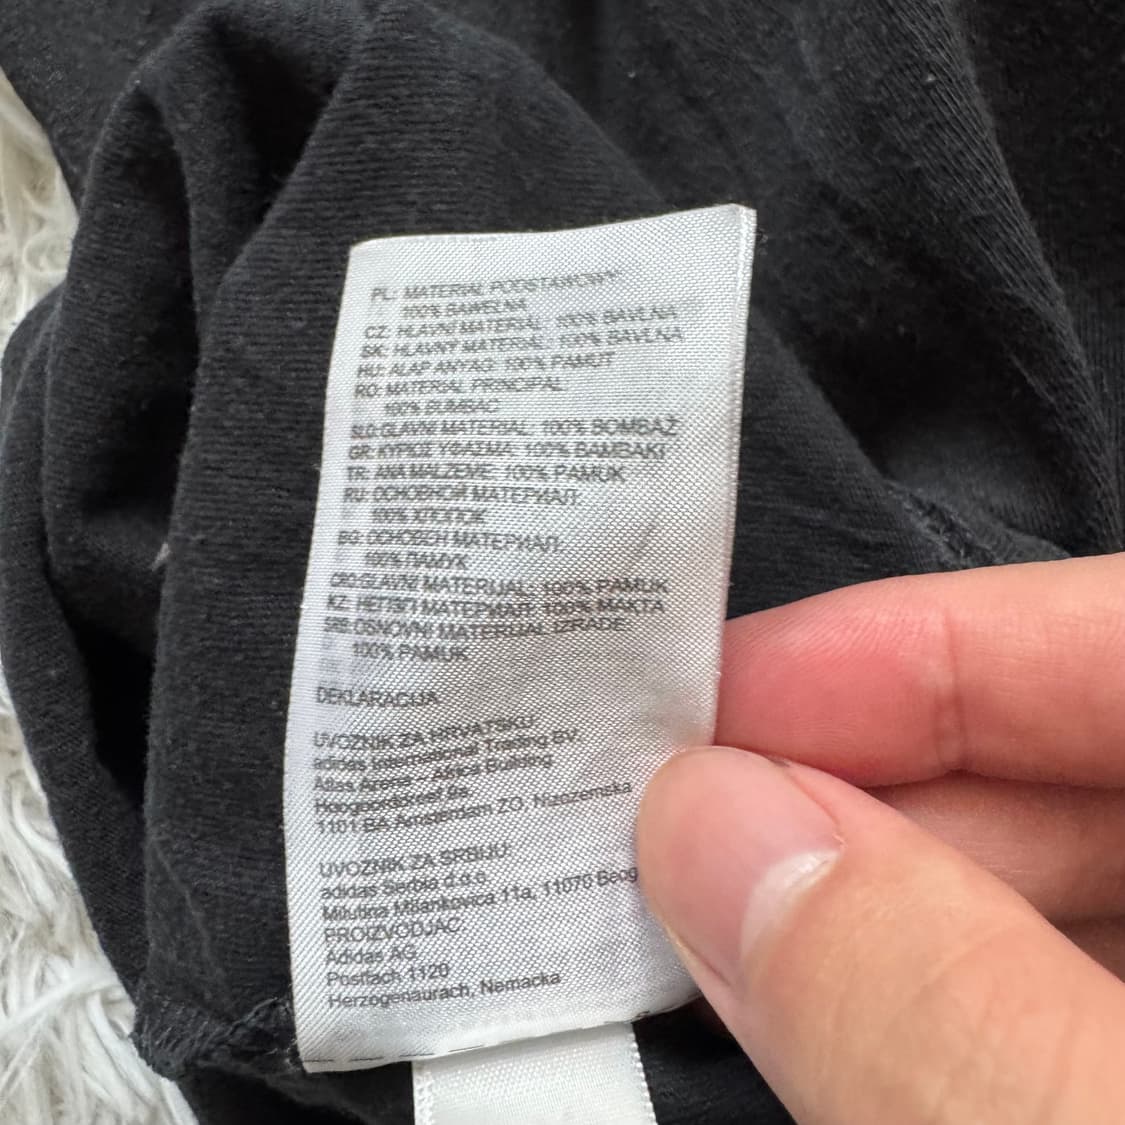 PL: MATERIAŁ PODSTAWOWY:
100% BAWEŁNA
CZ: HLAVNÍ MATERIÁL: 100% BAVLNA
SK: HLAVNÝ MATERIÁL: 100% BAVLNA
HU: ALAP ANYAG: 100% PAMUT
RO: MATERIAL PRINCIPAL:
100% BUMBAC
SLO: GLAVNI MATERIAL: 100% BOMBAŽ
GR: ΚΥΡΙΩΣ ΥΦΑΣΜΑ: 100% BAMBAKI
TR: ANA MALZEME: 100% PAMUK
RU: ОСНОВНОЙ МАТЕРИАЛ:
100% ХЛОПОК
BG: ОСНОВЕН МАТЕРИАЛ:
100% ПАМУК
CRO: GLAVNI MATERIJAL: 100% PAMUK
KZ: НЕГІЗГІ МАТЕРИАЛ: 100% МАКТА
SRB: OSNOVNI MATERIJAL IZRADE:
100% PAMUK
DEKLARACIJA
UVOZNIK ZA HRVATSKU:
adidas International Trading BV.
Atlas Arena - Africa Building
Hoogoorddreef 9a
1101 BA Amsterdam ZO, Nizozemska
UVOZNIK ZA SRBIJU:
adidas Serbia d.o.o.
Milutina Milankovica 11a, 11070 Beog
PROIZVODJAC:
Adidas AG
Postfach 1120
Herzogenaurach, Nemacka